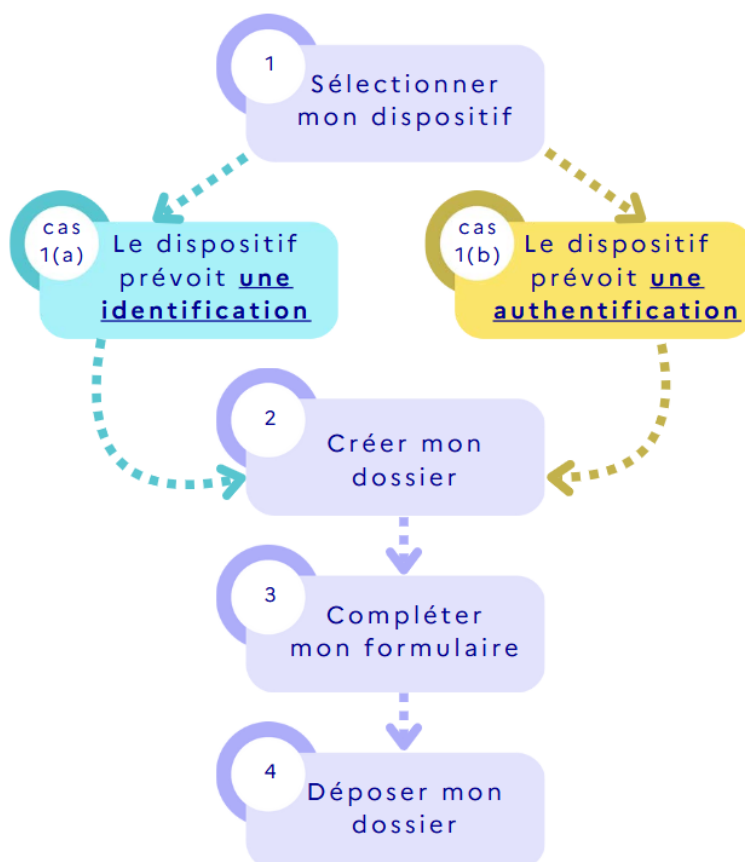 1
Sélectionner
mon dispositif
cas
1(a)
Le dispositif
prévoit une
identification
cas
1(b)
Le dispositif
prévoit une
authentification
2
Créer mon
dossier
3
Compléter
mon formulaire
4
Déposer mon
dossier